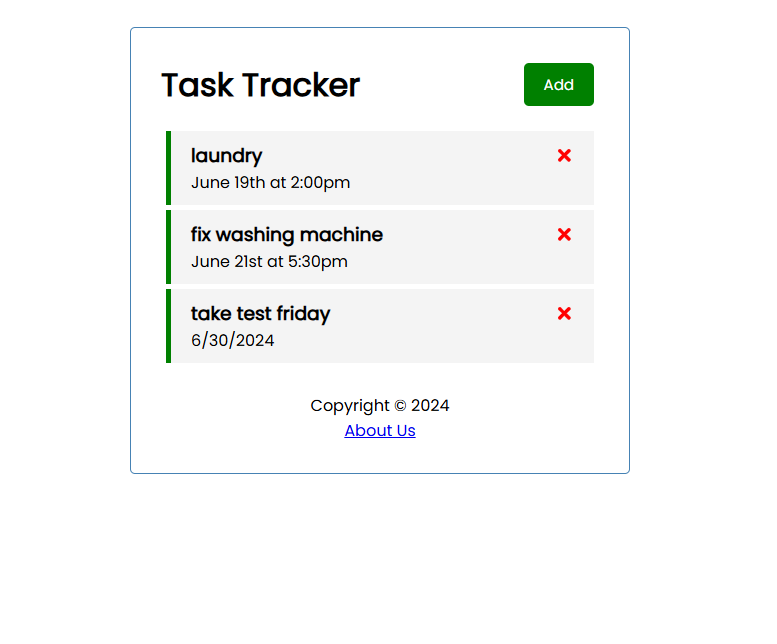 Task Tracker
Add
laundry
June 19th at 2:00pm
fix washing machine
June 21st at 5:30pm
take test friday
6/30/2024
Copyright © 2024
About Us